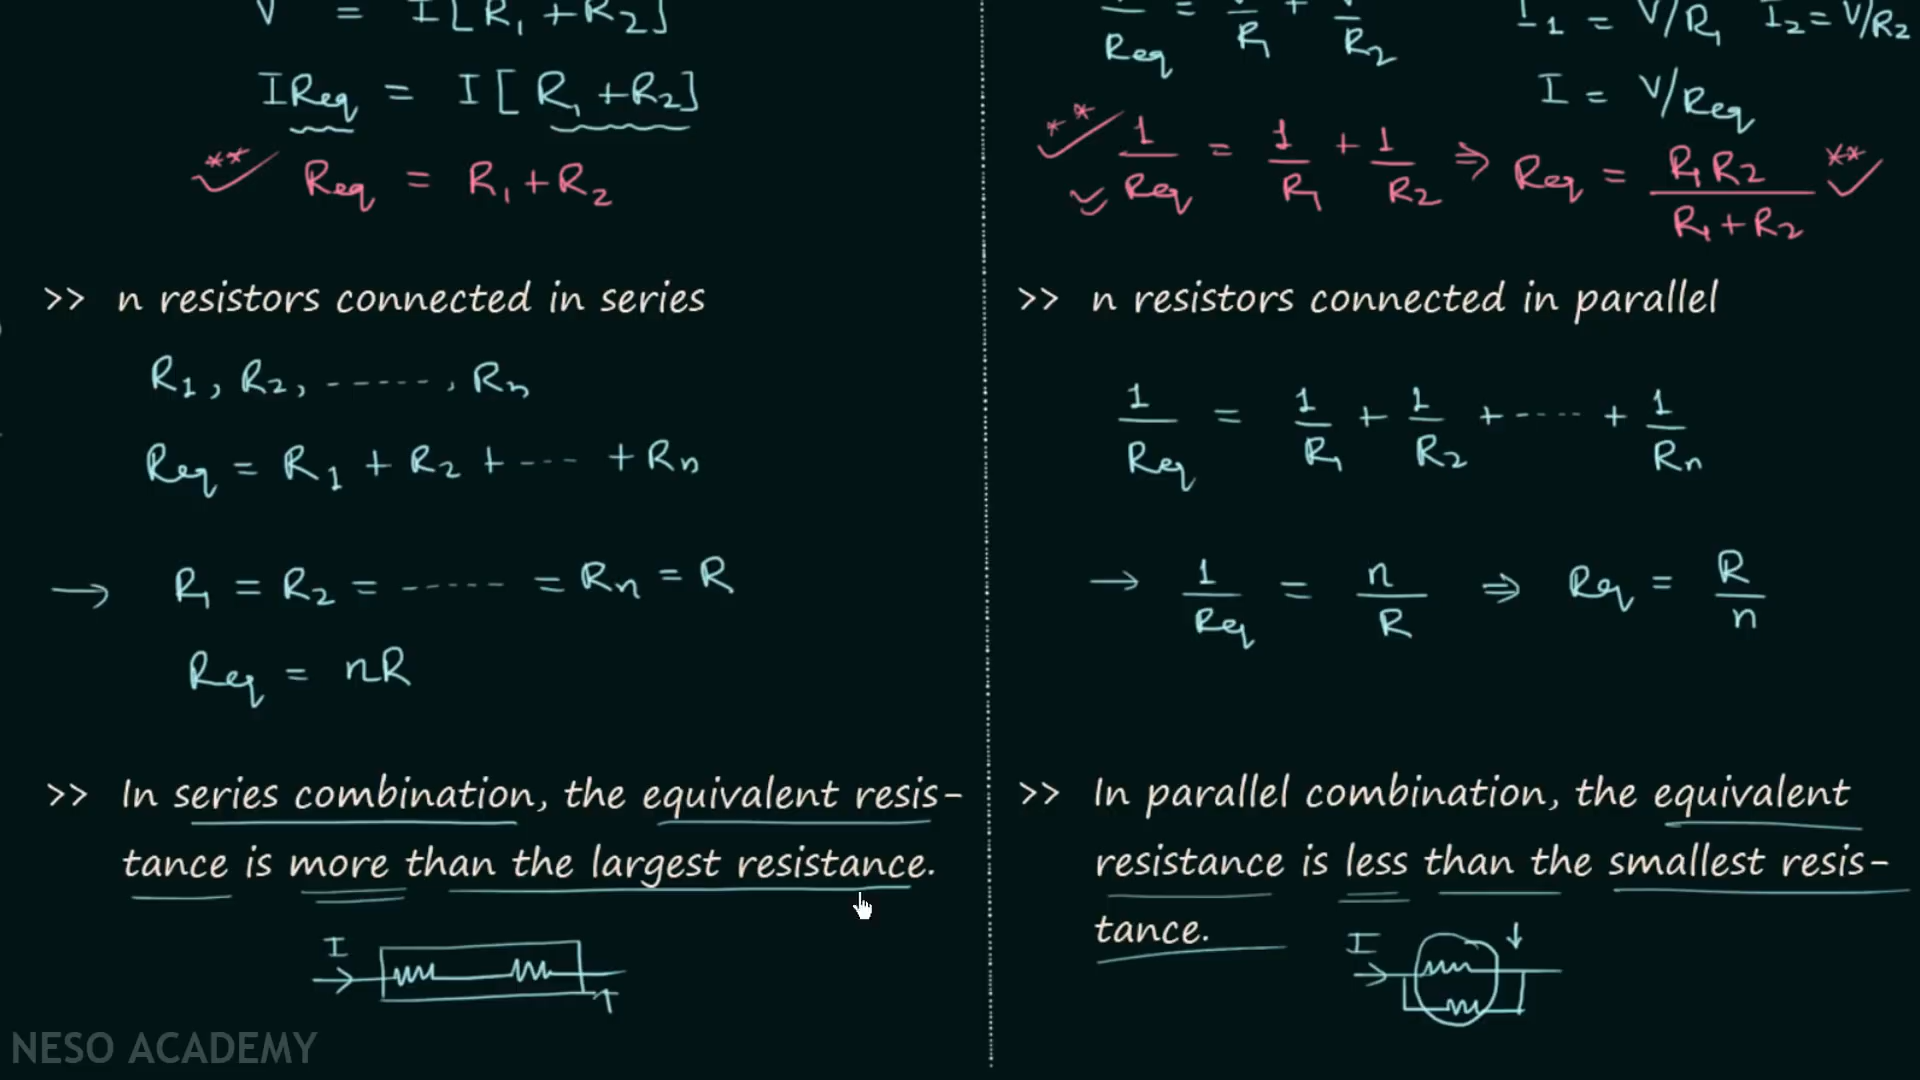 V = I[R₁ + R₂]
IReq = I[R₁ + R₂]
** Req = R₁ + R₂
>> n resistors connected in series
R₁, R₂, ------, Rn
Req = R₁ + R₂ + --- + Rn
→ R₁ = R₂ = ------ = Rn = R
Req = nR
>> In series combination, the equivalent resis-
tance is more than the largest resistance.
I
V/Req = V/R₁ + V/R₂
I₁ = V/R₁ I₂ = V/R₂
I = V/Req
** 1/Req = 1/R₁ + 1/R₂ ⇒ Req = R₁R₂/R₁+R₂ **
>> n resistors connected in parallel
1/Req = 1/R₁ + 1/R₂ + ---- + 1/Rn
→ 1/Req = n/R ⇒ Req = R/n
>> In parallel combination, the equivalent
resistance is less than the smallest resis-
tance.
I
NESO ACADEMY